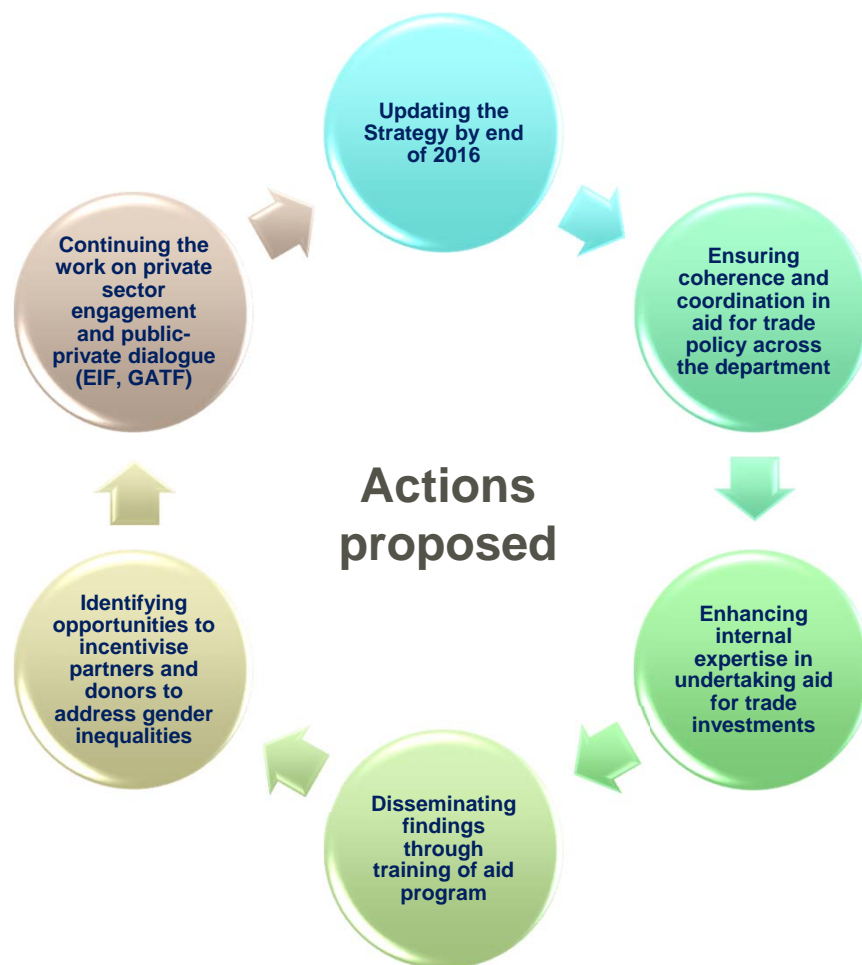 Updating the
Strategy by end
of 2016
Ensuring
coherence and
coordination in
aid for trade
policy across
the department
Enhancing
internal
expertise in
undertaking aid
for trade
investments
Disseminating
findings
through
training of aid
program
Identifying
opportunities to
incentivise
partners and
donors to
address gender
inequalities
Continuing the
work on private
sector
engagement
and public-
private dialogue
(EIF, GATF)
Actions
proposed